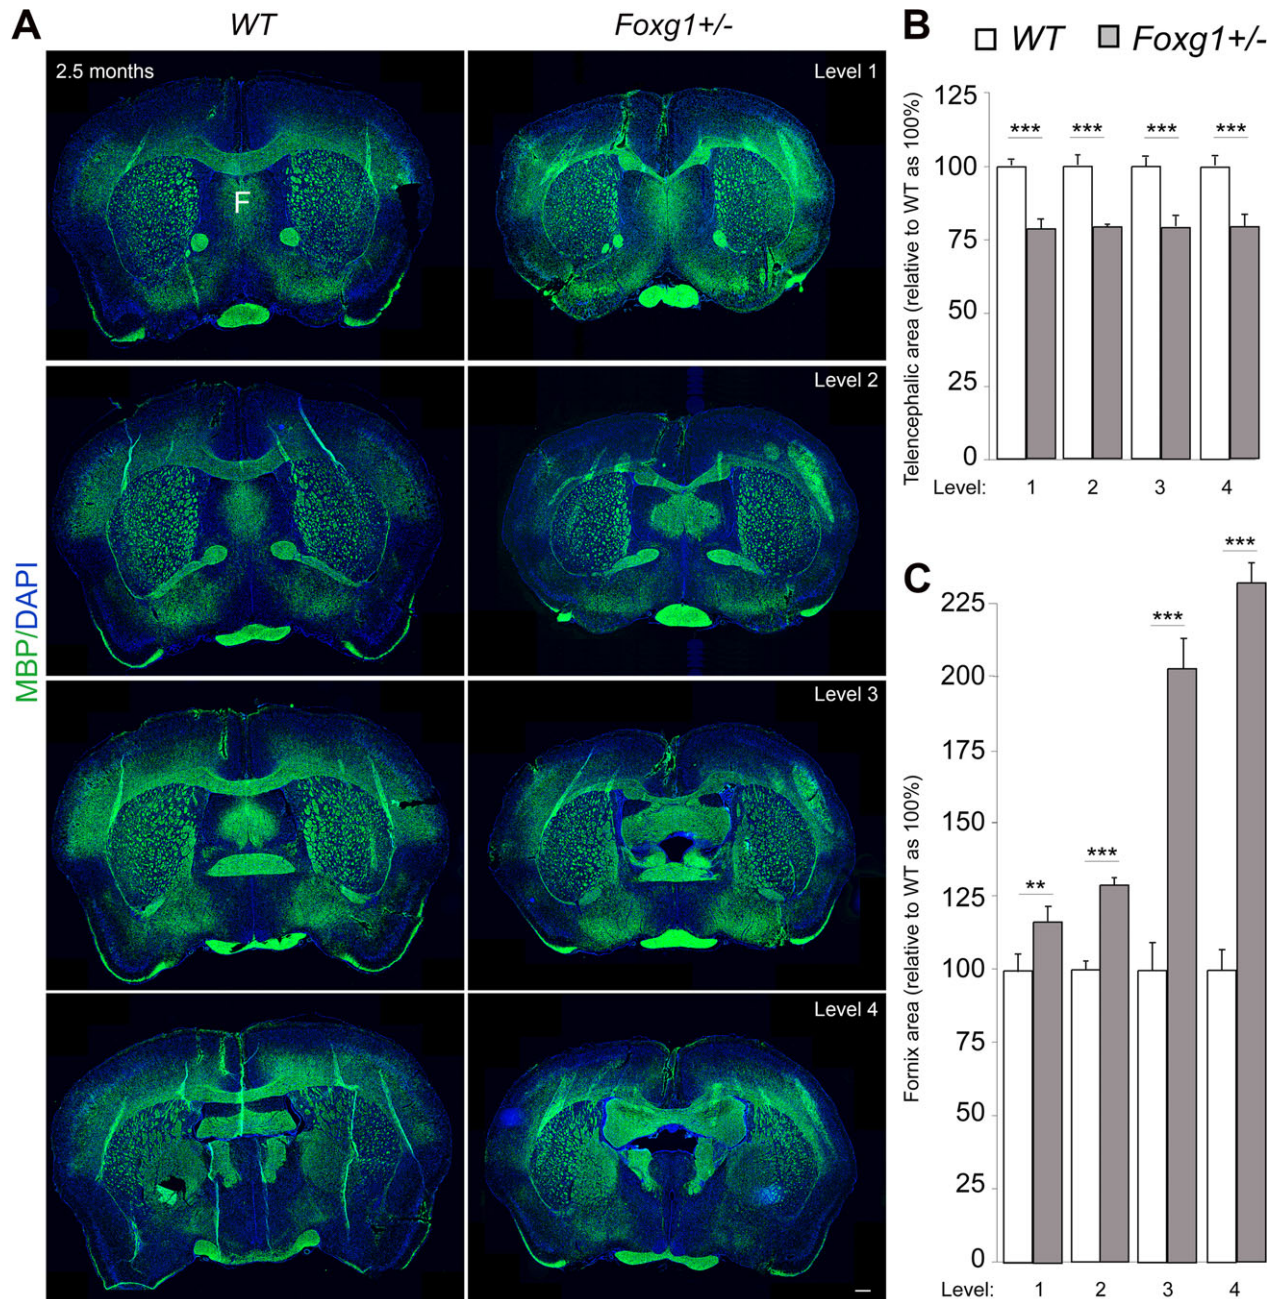 A
WT
Foxg1+/-
2.5 months
Level 1
F
Level 2
Level 3
Level 4
MBP/DAPI
B
WT
Foxg1+/-
Telencephalic area (relative to WT as 100%)
125
100
75
50
25
0
***
***
***
***
Level: 1 2 3 4
C
Fornix area (relative to WT as 100%)
225
200
175
150
125
100
75
50
25
0
**
***
***
***
Level: 1 2 3 4